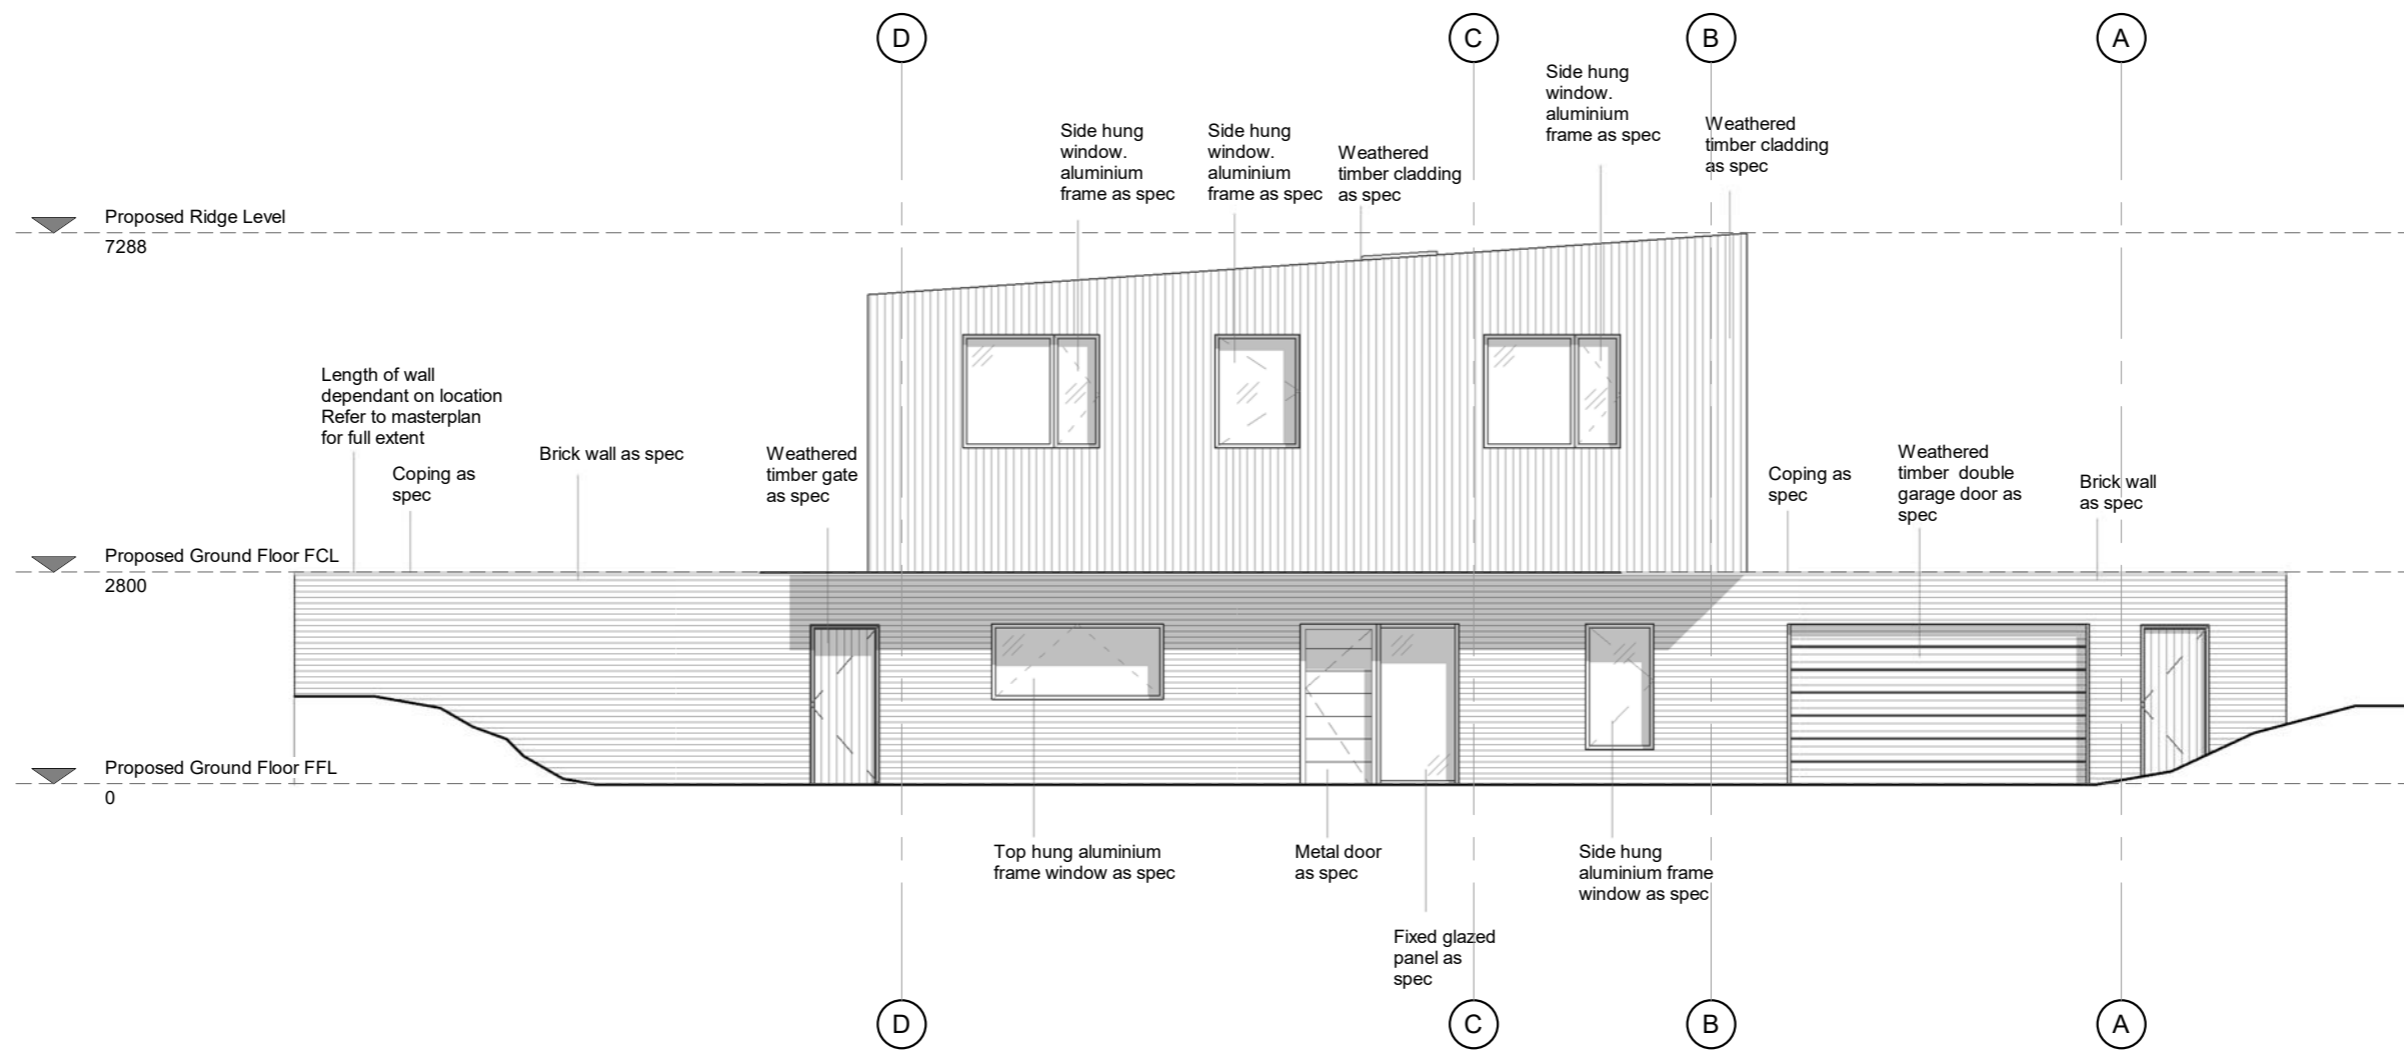 D
C
B
A
Side hung
window.
aluminium
frame as spec
Side hung
window.
aluminium
frame as spec
Weathered
timber cladding
as spec
Side hung
window.
aluminium
frame as spec
Weathered
timber cladding
as spec
Proposed Ridge Level
7288
Length of wall
dependant on location
Refer to masterplan
for full extent
Coping as
spec
Brick wall as spec
Weathered
timber gate
as spec
Coping as
spec
Weathered
timber double
garage door as
spec
Brick wall
as spec
Proposed Ground Floor FCL
2800
Proposed Ground Floor FFL
0
Top hung aluminium
frame window as spec
Metal door
as spec
Fixed glazed
panel as
spec
Side hung
aluminium frame
window as spec
D
C
B
A